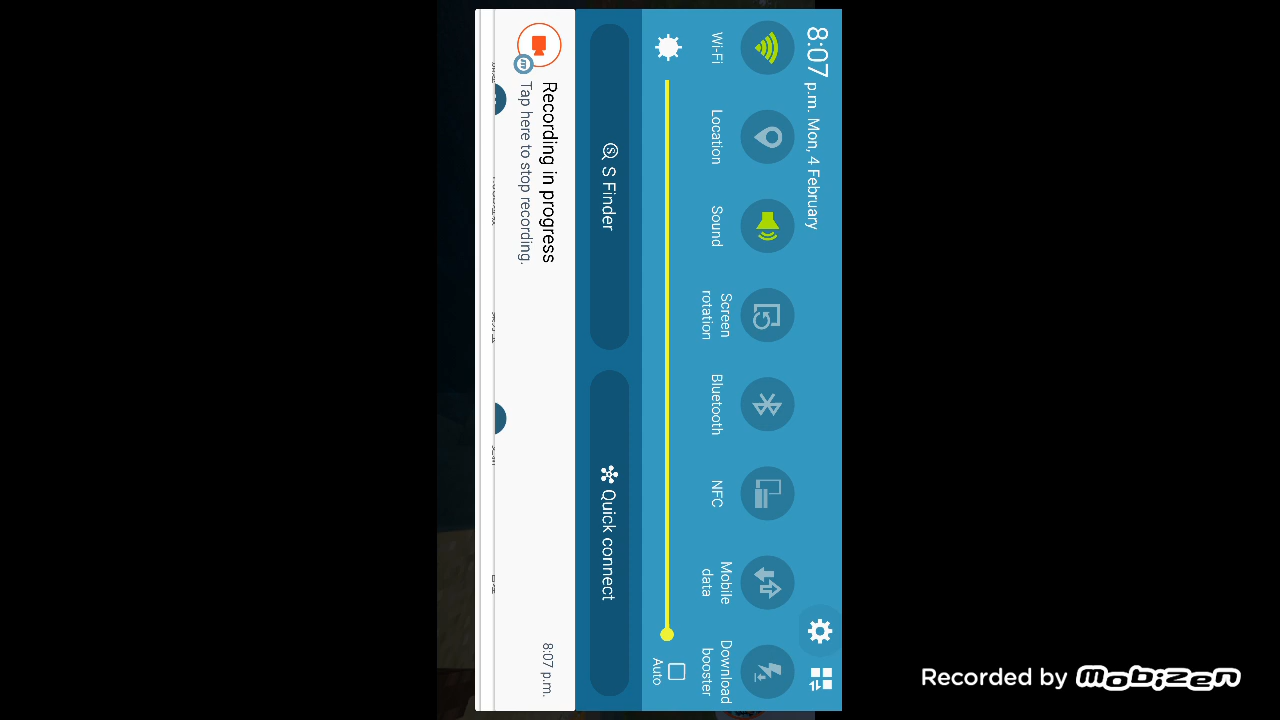 8:07 p.m. Mon, 4 February
Wi-Fi
Location
Sound
Screen
rotation
Bluetooth
NFC
Mobile
data
Download
booster
Auto
S Finder
Quick connect
Recording in progress
8:07 p.m.
Tap here to stop recording.
Recorded by mobizen